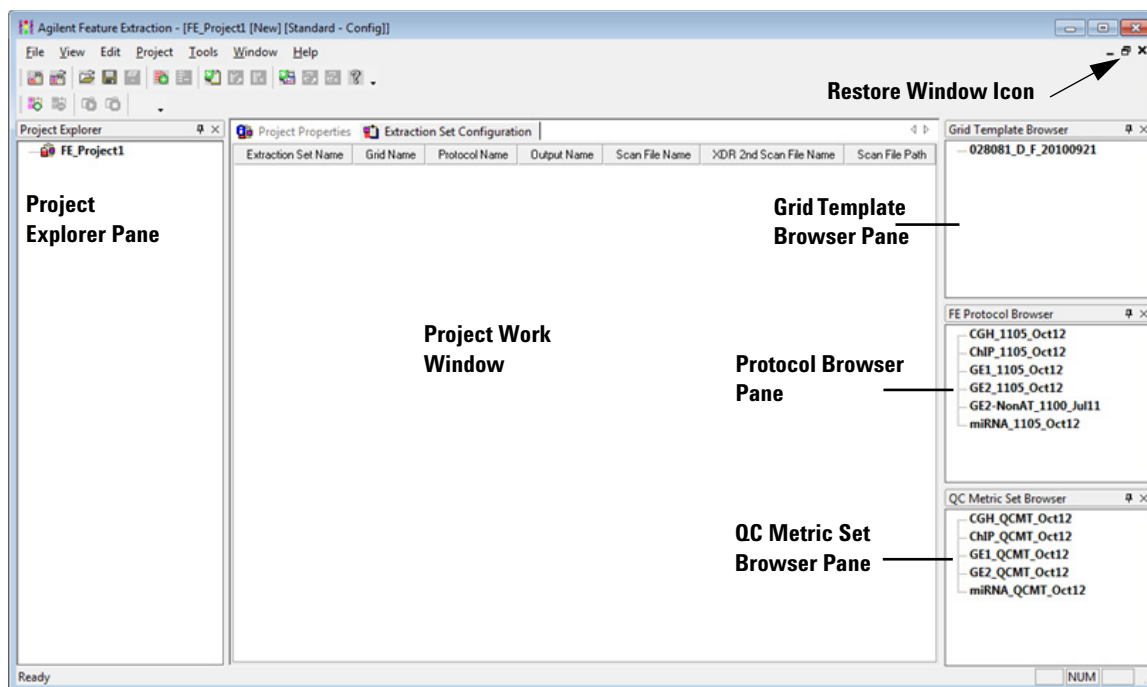 Agilent Feature Extraction - [FE_Project1 [New] [Standard - Config]]
File View Edit Project Tools Window Help
Restore Window Icon
Project Explorer
FE_Project1
Project
Explorer Pane
Project Properties Extraction Set Configuration
Extraction Set Name Grid Name Protocol Name Output Name Scan File Name XDR 2nd Scan File Name Scan File Path
Project Work
Window
Grid Template
Browser Pane
Protocol Browser
Pane
QC Metric Set
Browser Pane
Grid Template Browser
028081_D_F_20100921
FE Protocol Browser
CGH_1105_Oct12
ChIP_1105_Oct12
GE1_1105_Oct12
GE2_1105_Oct12
GE2-NonAT_1100_Jul11
miRNA_1105_Oct12
QC Metric Set Browser
CGH_QCMT_Oct12
ChIP_QCMT_Oct12
GE1_QCMT_Oct12
GE2_QCMT_Oct12
miRNA_QCMT_Oct12
Ready
NUM